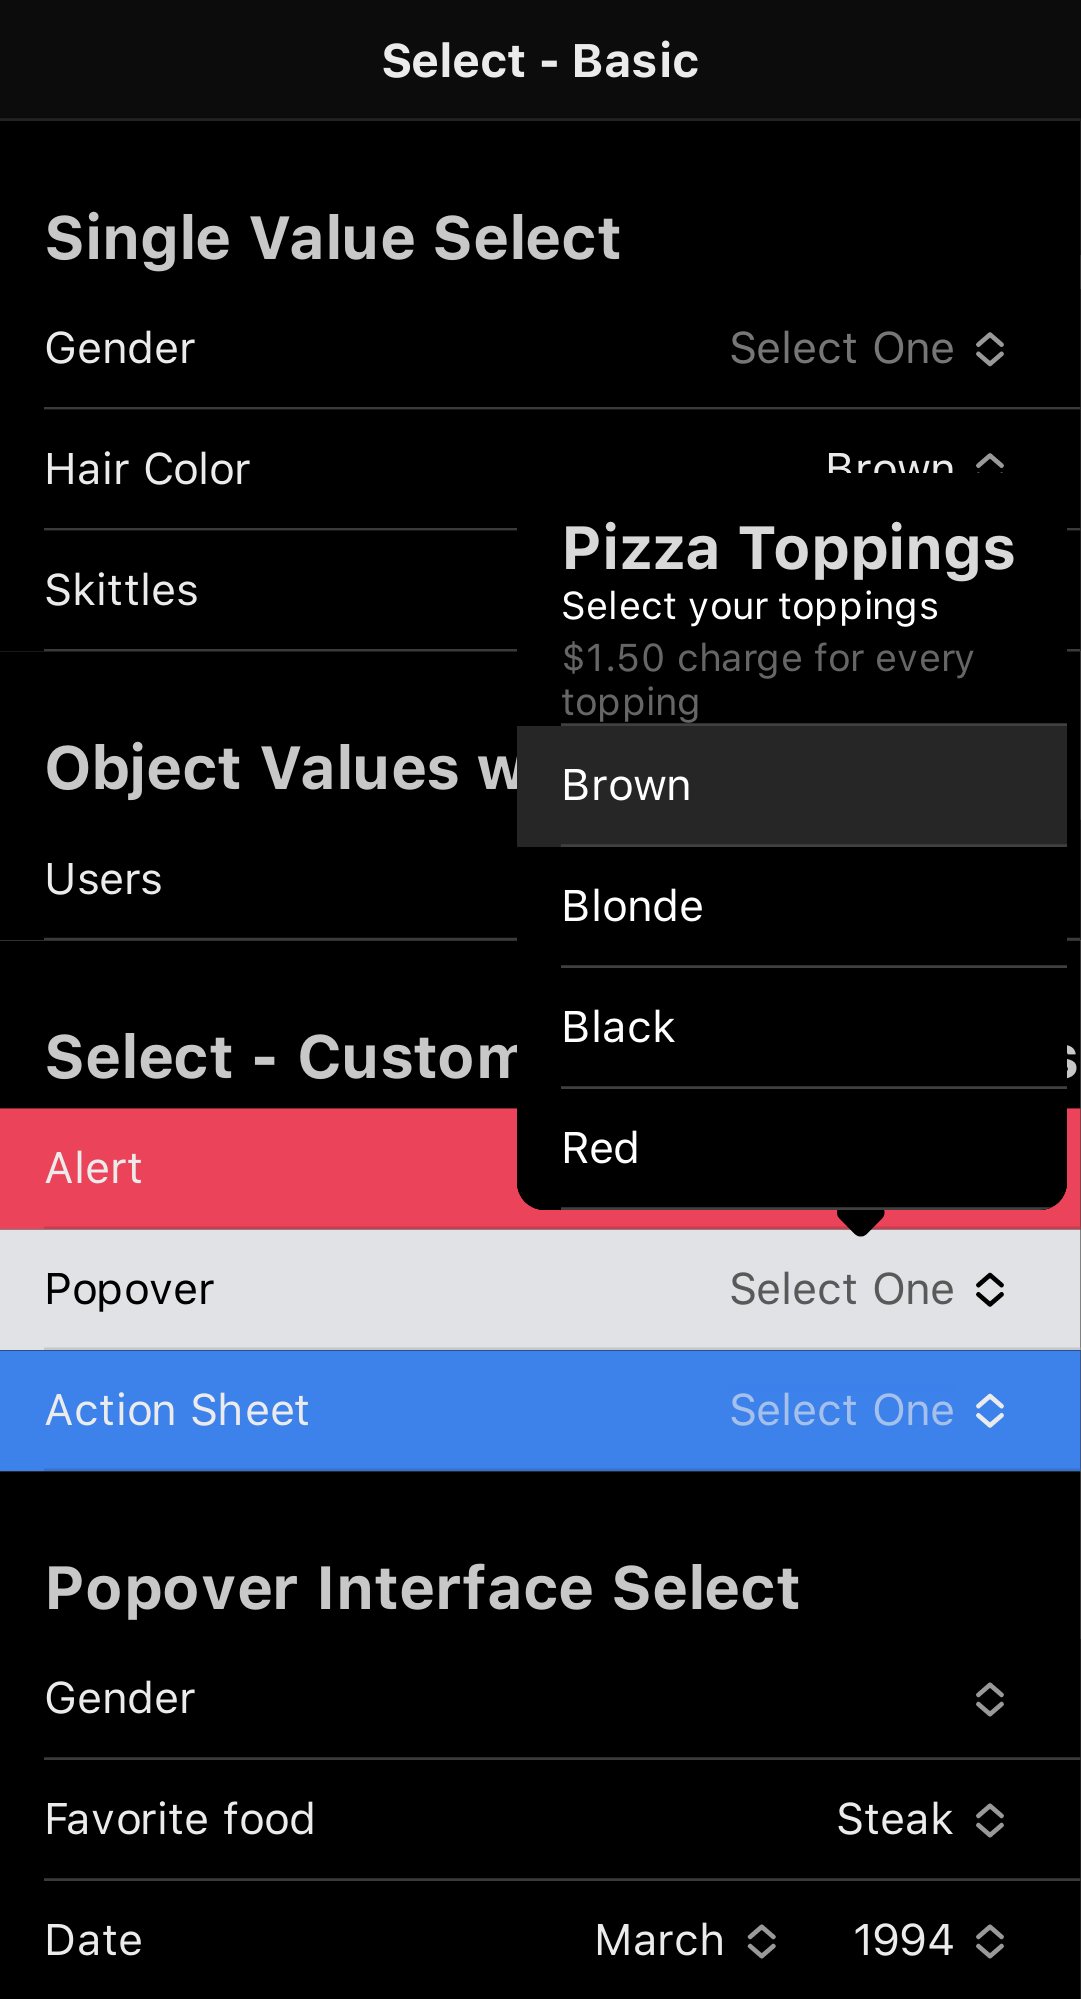 Select - Basic
Single Value Select
Gender Select One
Hair Color Brown
Skittles
Pizza Toppings
Select your toppings
$1.50 charge for every
topping
Brown
Blonde
Black
Red
Object Values
Users
Select - Custom
Alert
Popover Select One
Action Sheet Select One
Popover Interface Select
Gender
Favorite food Steak
Date March 1994